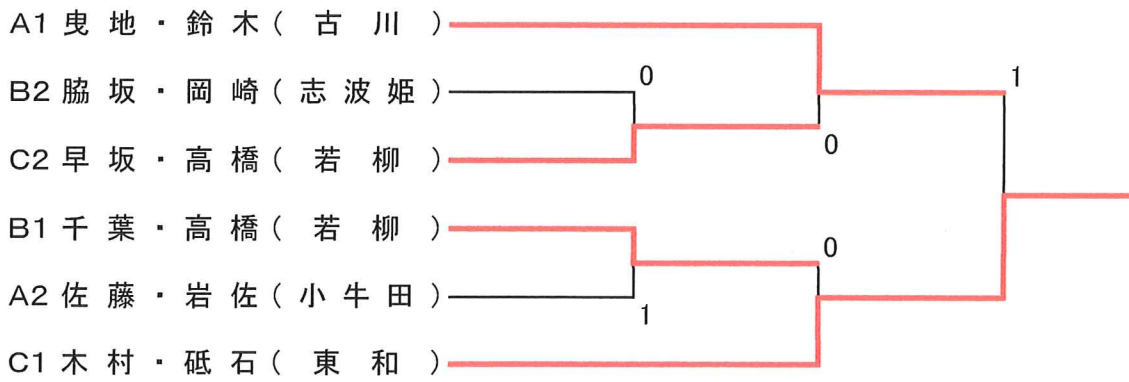 A1 曳地・鈴木(古川)
0
1
B2 脇坂・岡崎(志波姫)
0
C2 早坂・高橋(若柳)
B1 千葉・高橋(若柳)
0
A2 佐藤・岩佐(小牛田)
1
C1 木村・砥石(東和)